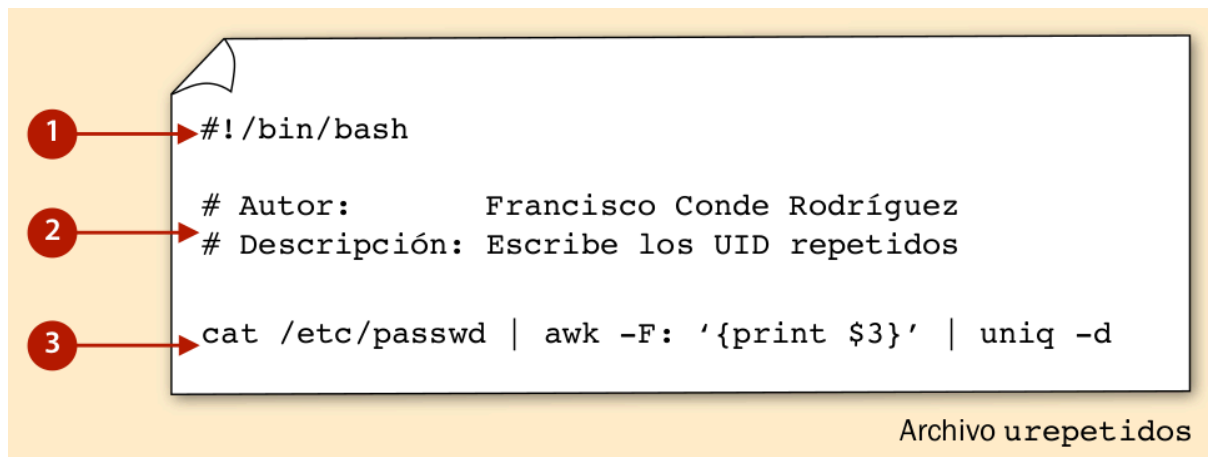 1
#!/bin/bash
2
# Autor:       Francisco Conde Rodríguez
# Descripción: Escribe los UID repetidos
3
cat /etc/passwd | awk –F: ‘{print $3}’ | uniq –d
Archivo urepetidos